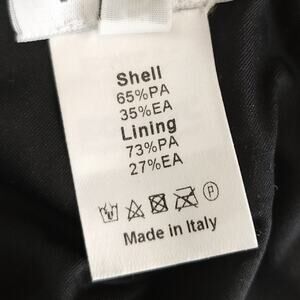 Shell
65%PA
35%EA
Lining
73%PA
27%EA
P
Made in Italy